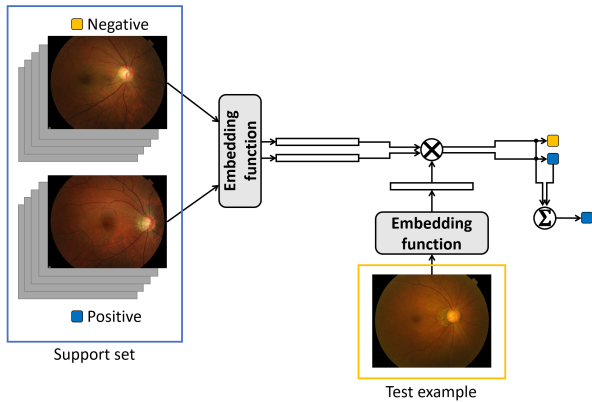 Negative
Embedding
function
Σ
Embedding
function
Positive
Support set
Test example